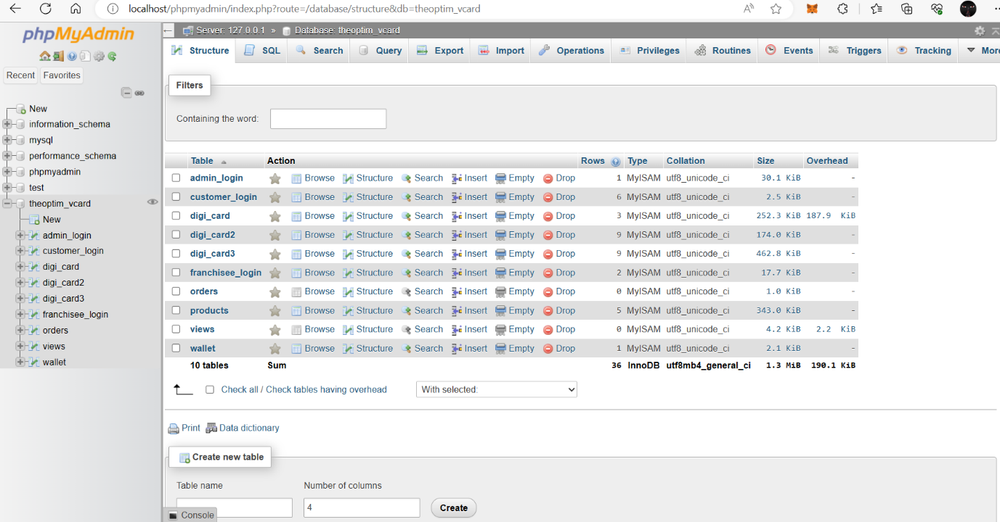 localhost/phpmyadmin/index.php?route=/database/structure&db=theoptim_vcard
phpMyAdmin
Recent Favorites
New
information_schema
mysql
performance_schema
phpmyadmin
test
theoptim_vcard
New
admin_login
customer_login
digi_card
digi_card2
digi_card3
franchisee_login
orders
views
wallet
Server: 127.0.0.1 » Database: theoptim_vcard
Structure SQL Search Query Export Import Operations Privileges Routines Events Triggers Tracking More
Filters
Containing the word:
Table Action Rows Type Collation Size Overhead
admin_login Browse Structure Search Insert Empty Drop 1 MyISAM utf8_unicode_ci 30.1 KiB -
customer_login Browse Structure Search Insert Empty Drop 6 MyISAM utf8_unicode_ci 2.5 KiB -
digi_card Browse Structure Search Insert Empty Drop 3 MyISAM utf8_unicode_ci 252.3 KiB 187.9 KiB
digi_card2 Browse Structure Search Insert Empty Drop 9 MyISAM utf8_unicode_ci 174.0 KiB -
digi_card3 Browse Structure Search Insert Empty Drop 9 MyISAM utf8_unicode_ci 462.8 KiB -
franchisee_login Browse Structure Search Insert Empty Drop 2 MyISAM utf8_unicode_ci 17.7 KiB -
orders Browse Structure Search Insert Empty Drop 0 MyISAM utf8_unicode_ci 1.0 KiB -
products Browse Structure Search Insert Empty Drop 5 MyISAM utf8_unicode_ci 343.0 KiB -
views Browse Structure Search Insert Empty Drop 0 MyISAM utf8_unicode_ci 4.2 KiB 2.2 KiB
wallet Browse Structure Search Insert Empty Drop 1 MyISAM utf8_unicode_ci 2.1 KiB -
10 tables Sum 36 InnoDB utf8mb4_general_ci 1.3 MiB 190.1 KiB
Check all / Check tables having overhead With selected:
Print Data dictionary
Create new table
Table name Number of columns
4 Create
Console